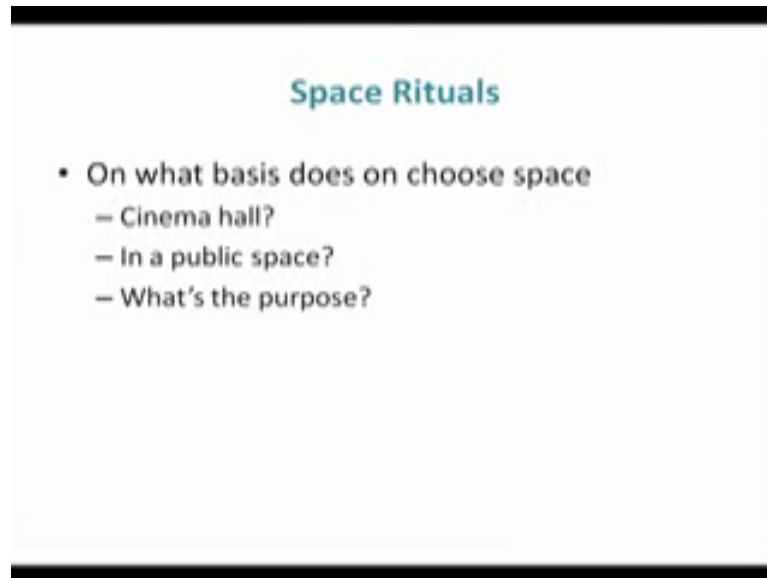 Space Rituals
• On what basis does on choose space
– Cinema hall?
– In a public space?
– What's the purpose?